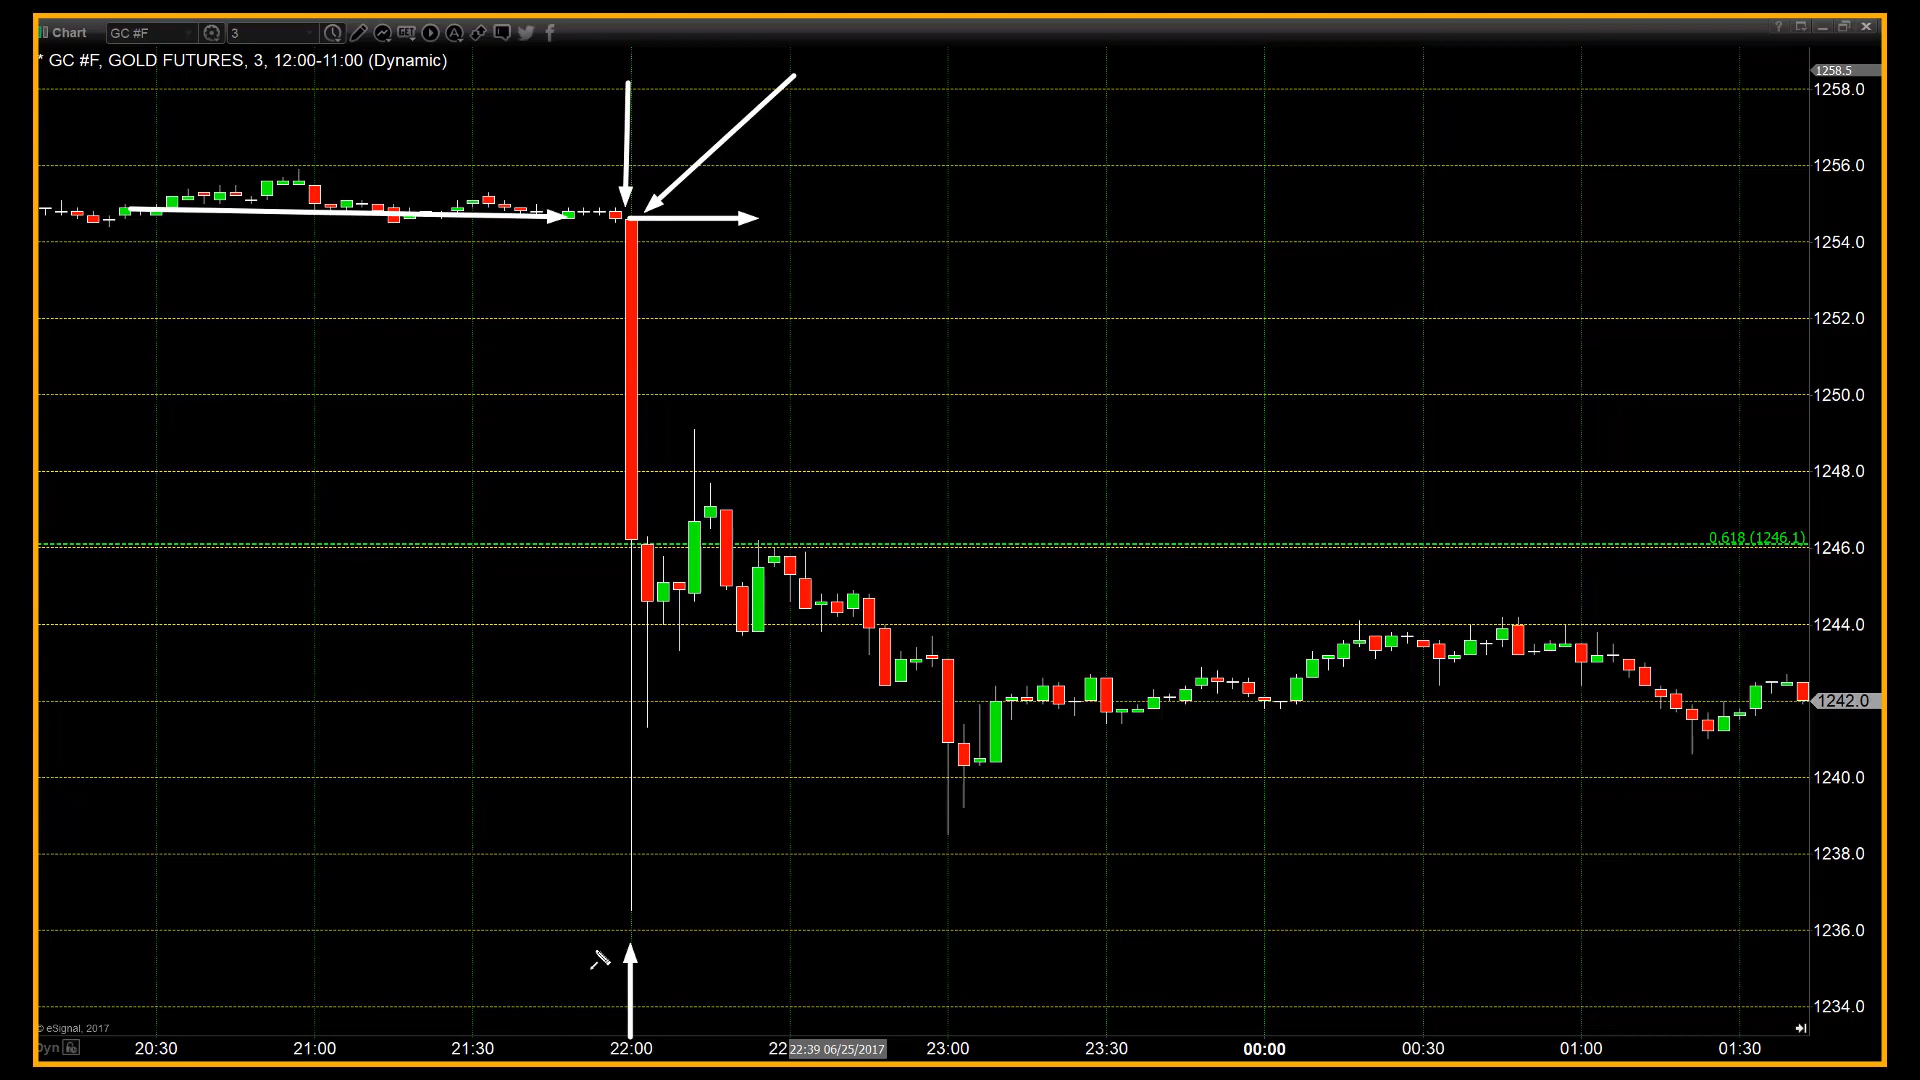 Chart
GC #F
3
GET
A
?
* GC #F, GOLD FUTURES, 3, 12:00-11:00 (Dynamic)
1258.5
1258.0
1256.0
1254.0
1252.0
1250.0
1248.0
0.618 (1246.1)
1246.0
1244.0
1242.0
1240.0
1238.0
1236.0
1234.0
© eSignal, 2017
Dyn
20:30 21:00 21:30 22:00 22 22:39 06/25/2017 23:00 23:30 00:00 00:30 01:00 01:30